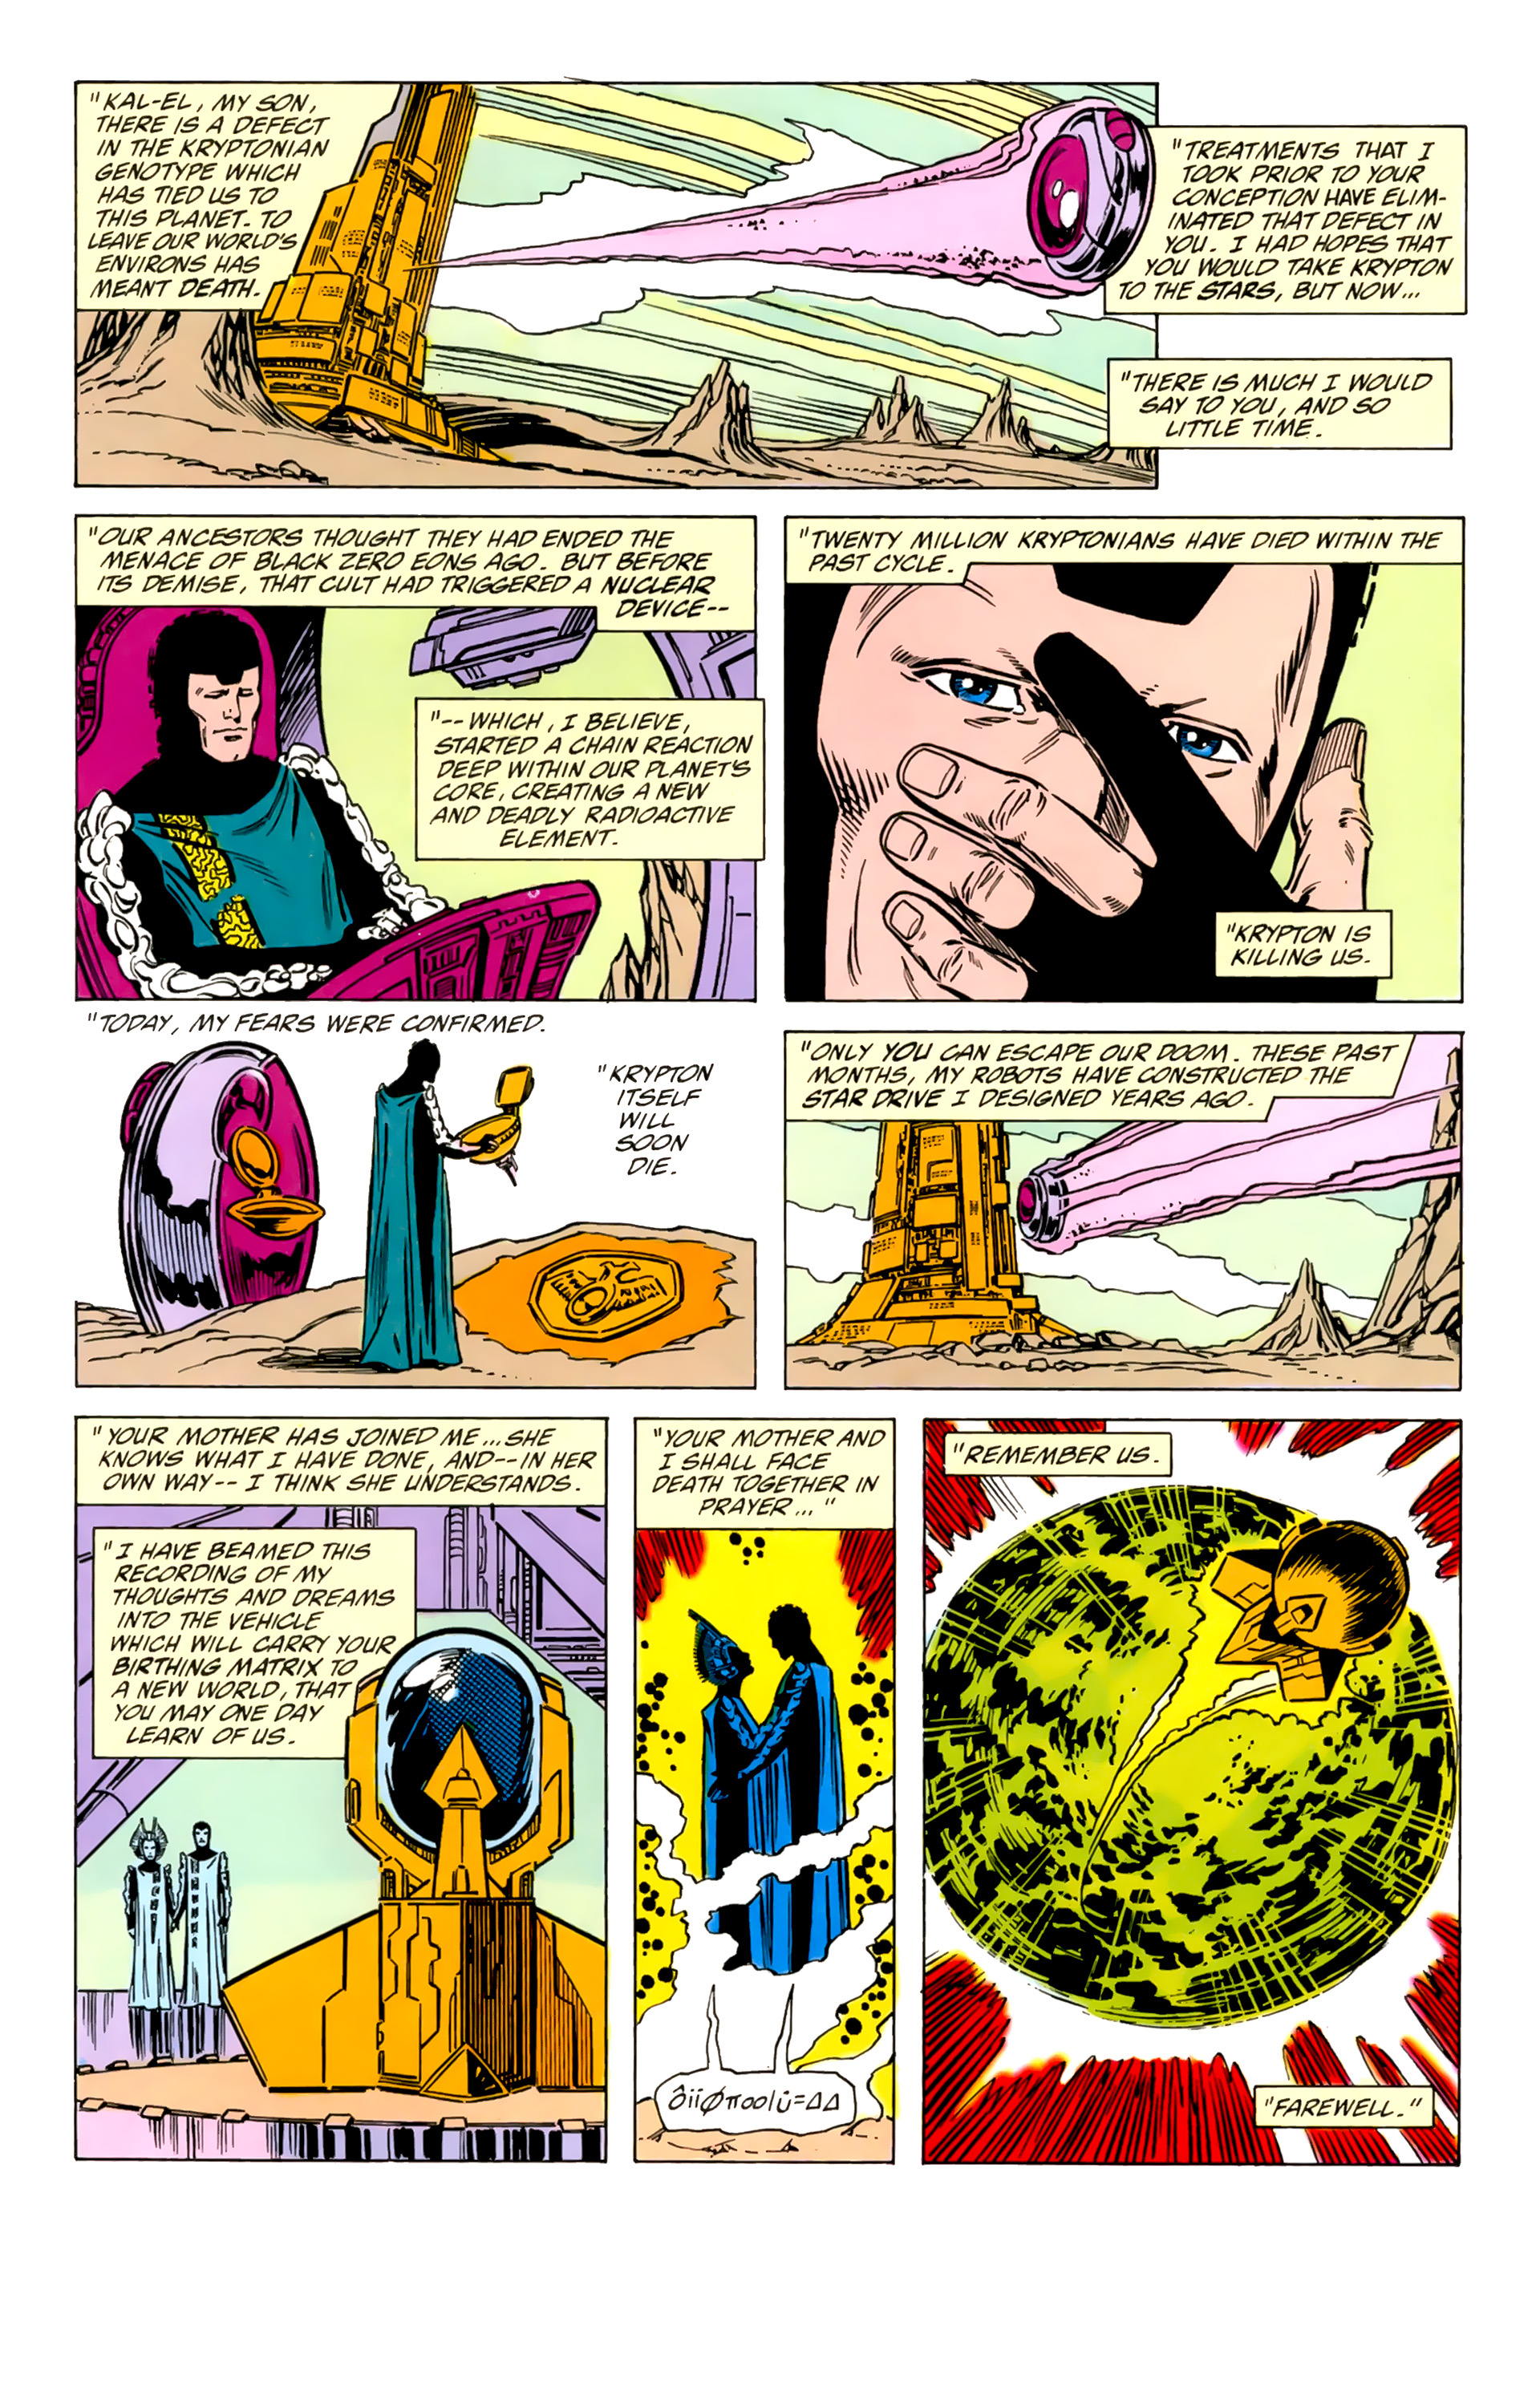 "KAL-EL, MY SON,
THERE IS A DEFECT
IN THE KRYPTONIAN
GENOTYPE WHICH
HAS TIED US TO
THIS PLANET. TO
LEAVE OUR WORLD'S
ENVIRONS HAS
MEANT DEATH.
"TREATMENTS THAT I
TOOK PRIOR TO YOUR
CONCEPTION HAVE ELIM-
INATED THAT DEFECT IN
YOU. I HAD HOPES THAT
YOU WOULD TAKE KRYPTON
TO THE STARS, BUT NOW...
"THERE IS MUCH I WOULD
SAY TO YOU, AND SO
LITTLE TIME.
"OUR ANCESTORS THOUGHT THEY HAD ENDED THE
MENACE OF BLACK ZERO EONS AGO. BUT BEFORE
ITS DEMISE, THAT CULT HAD TRIGGERED A NUCLEAR
DEVICE--
"--WHICH, I BELIEVE,
STARTED A CHAIN REACTION
DEEP WITHIN OUR PLANET'S
CORE, CREATING A NEW
AND DEADLY RADIOACTIVE
ELEMENT.
"TWENTY MILLION KRYPTONIANS HAVE DIED WITHIN THE
PAST CYCLE.
"KRYPTON IS
KILLING US.
"TODAY, MY FEARS WERE CONFIRMED.
"KRYPTON
ITSELF
WILL
SOON
DIE.
"ONLY YOU CAN ESCAPE OUR DOOM. THESE PAST
MONTHS, MY ROBOTS HAVE CONSTRUCTED THE
STAR DRIVE I DESIGNED YEARS AGO.
"YOUR MOTHER HAS JOINED ME...SHE
KNOWS WHAT I HAVE DONE, AND--IN HER
OWN WAY--I THINK SHE UNDERSTANDS.
"I HAVE BEAMED THIS
RECORDING OF MY
THOUGHTS AND DREAMS
INTO THE VEHICLE
WHICH WILL CARRY YOUR
BIRTHING MATRIX TO
A NEW WORLD, THAT
YOU MAY ONE DAY
LEARN OF US.
"YOUR MOTHER AND
I SHALL FACE
DEATH TOGETHER IN
PRAYER..."
"REMEMBER US.
"FAREWELL."